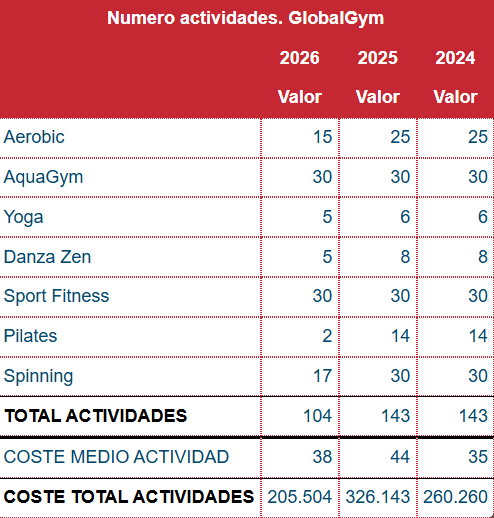 Numero actividades. GlobalGym
2026 2025 2024
Valor Valor Valor
Aerobic 15 25 25
AquaGym 30 30 30
Yoga 5 6 6
Danza Zen 5 8 8
Sport Fitness 30 30 30
Pilates 2 14 14
Spinning 17 30 30
TOTAL ACTIVIDADES 104 143 143
COSTE MEDIO ACTIVIDAD 38 44 35
COSTE TOTAL ACTIVIDADES 205.504 326.143 260.260